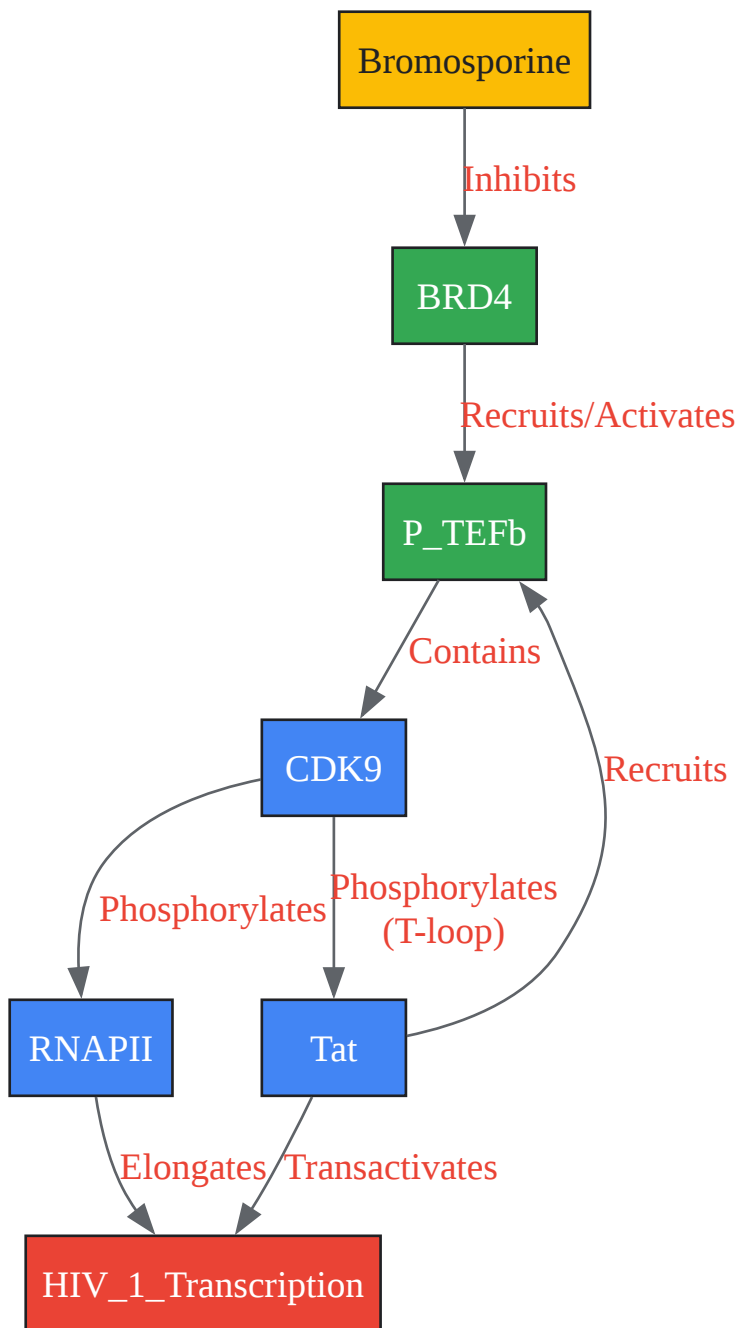 Bromosporine
Inhibits
BRD4
Recruits/Activates
P_TEFb
Contains
CDK9
Recruits
Phosphorylates
Phosphorylates
(T-loop)
RNAPII
Tat
Elongates
Transactivates
HIV_1_Transcription